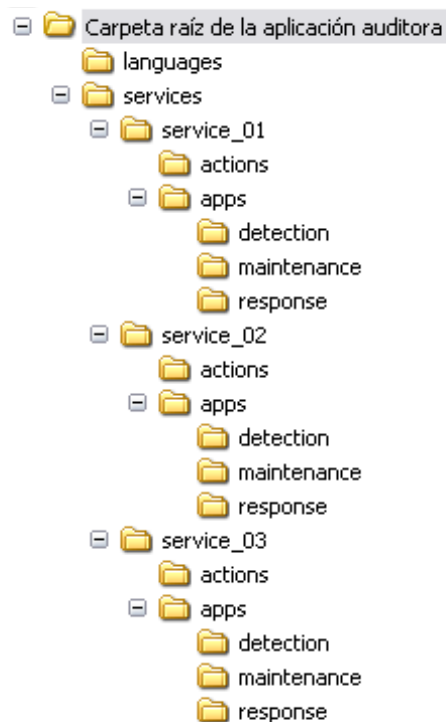 Carpeta raíz de la aplicación auditora
languages
services
service_01
actions
apps
detection
maintenance
response
service_02
actions
apps
detection
maintenance
response
service_03
actions
apps
detection
maintenance
response